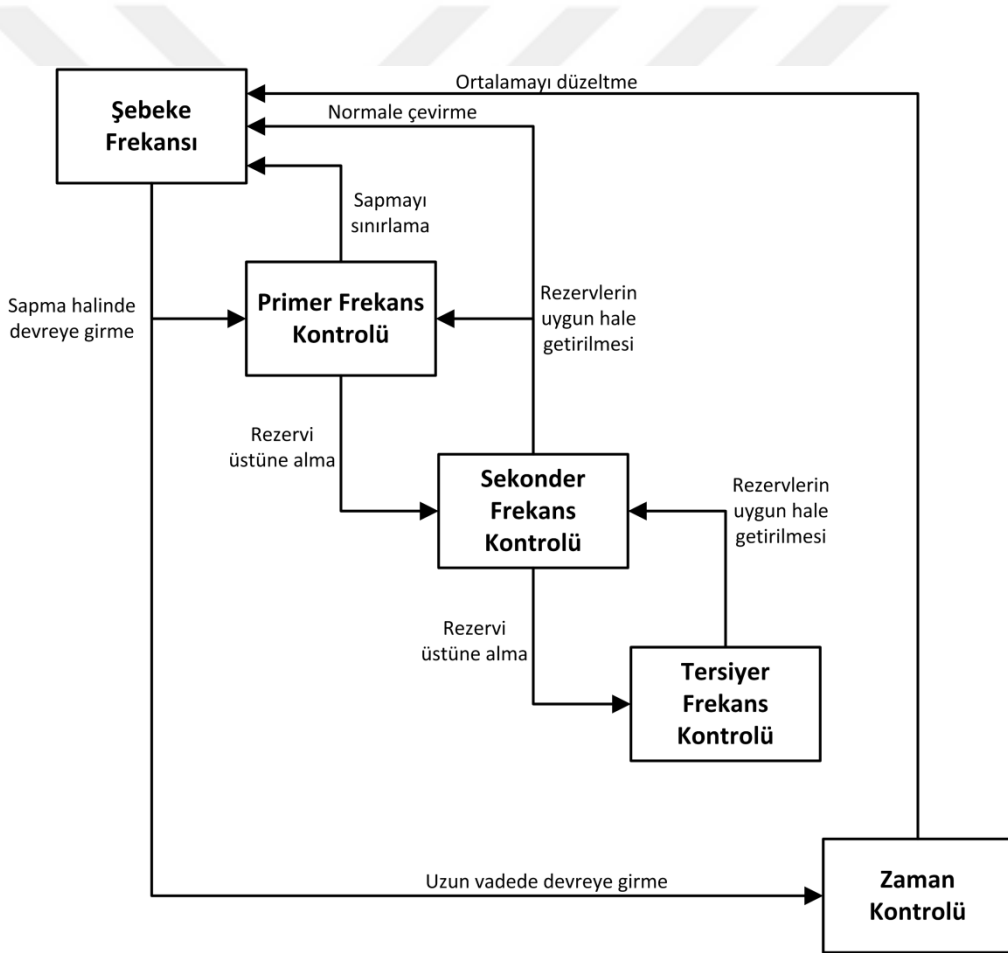 Ortalamayı düzeltme
Şebeke
Frekansı
Normale çevirme
Sapmayı
sınırlama
Sapma halinde
devreye girme
Primer Frekans
Kontrolü
Rezervlerin
uygun hale
getirilmesi
Rezervi
üstüne alma
Sekonder
Frekans
Kontrolü
Rezervlerin
uygun hale
getirilmesi
Rezervi
üstüne alma
Tersiyer
Frekans
Kontrolü
Uzun vadede devreye girme
Zaman
Kontrolü